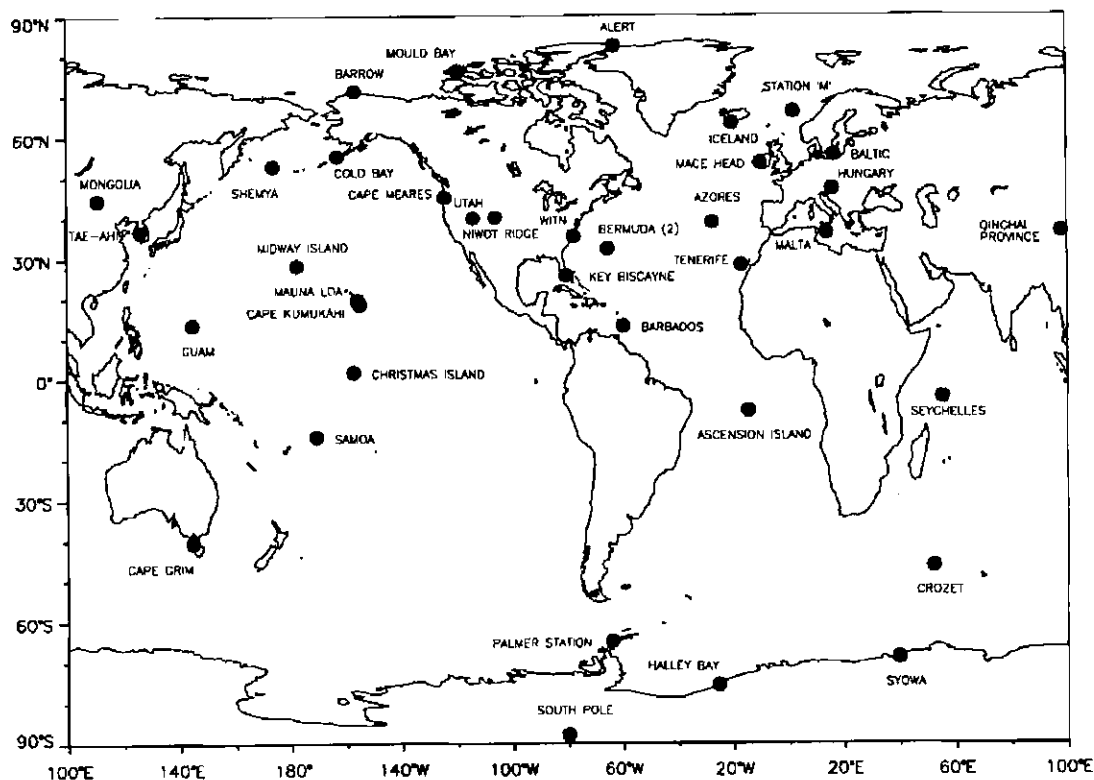 90°N
ALERT
MOULD BAY
BARROW
STATION 'M'
60°N
ICELAND
MACE HEAD
BALTIC
HUNGARY
MONGOLIA
SHEMYA
COLD BAY
CAPE MEARES
UTAH
AZORES
WITN
QINGHAI
PROVINCE
TAE-AHN
NIWOT RIDGE
BERMUDA (2)
MIDWAY ISLAND
TENERIFE
MALTA
30°N
KEY BISCAYNE
MAUNA LOA
CAPE KUMUKAHI
BARBADOS
GUAM
0°
CHRISTMAS ISLAND
SEYCHELLES
ASCENSION ISLAND
SAMOA
30°S
CAPE GRIM
CROZET
60°S
PALMER STATION
HALLEY BAY
SYOWA
SOUTH POLE
90°S
100°E
140°E
180°
140°W
100°W
60°W
20°W
20°E
60°E
100°E